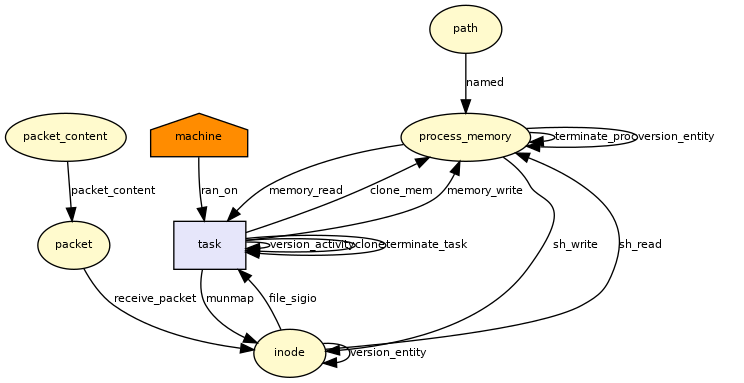 path
named
packet_content
machine
process_memory
terminate_proc
version_entity
packet_content
ran_on
memory_read
clone_mem
memory_write
packet
task
version_activity
clone
terminate_task
sh_write
sh_read
receive_packet
munmap
file_sigio
inode
version_entity